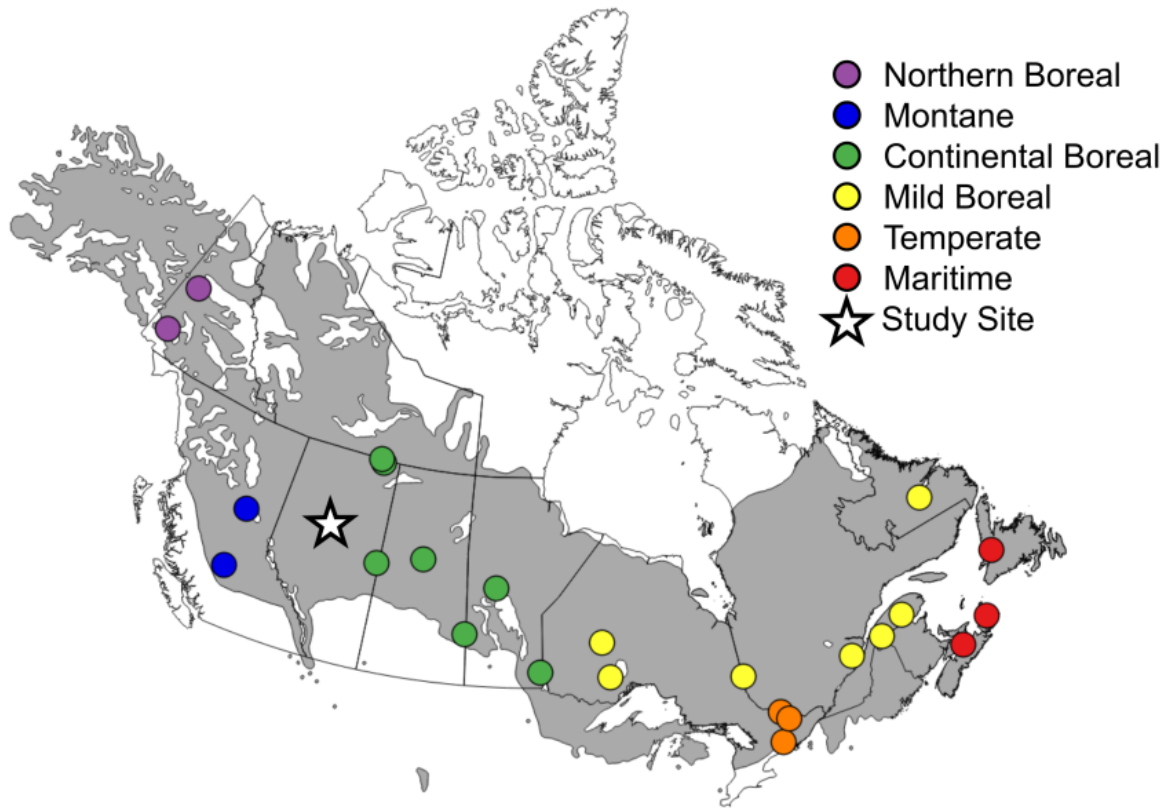 Northern Boreal
Montane
Continental Boreal
Mild Boreal
Temperate
Maritime
Study Site